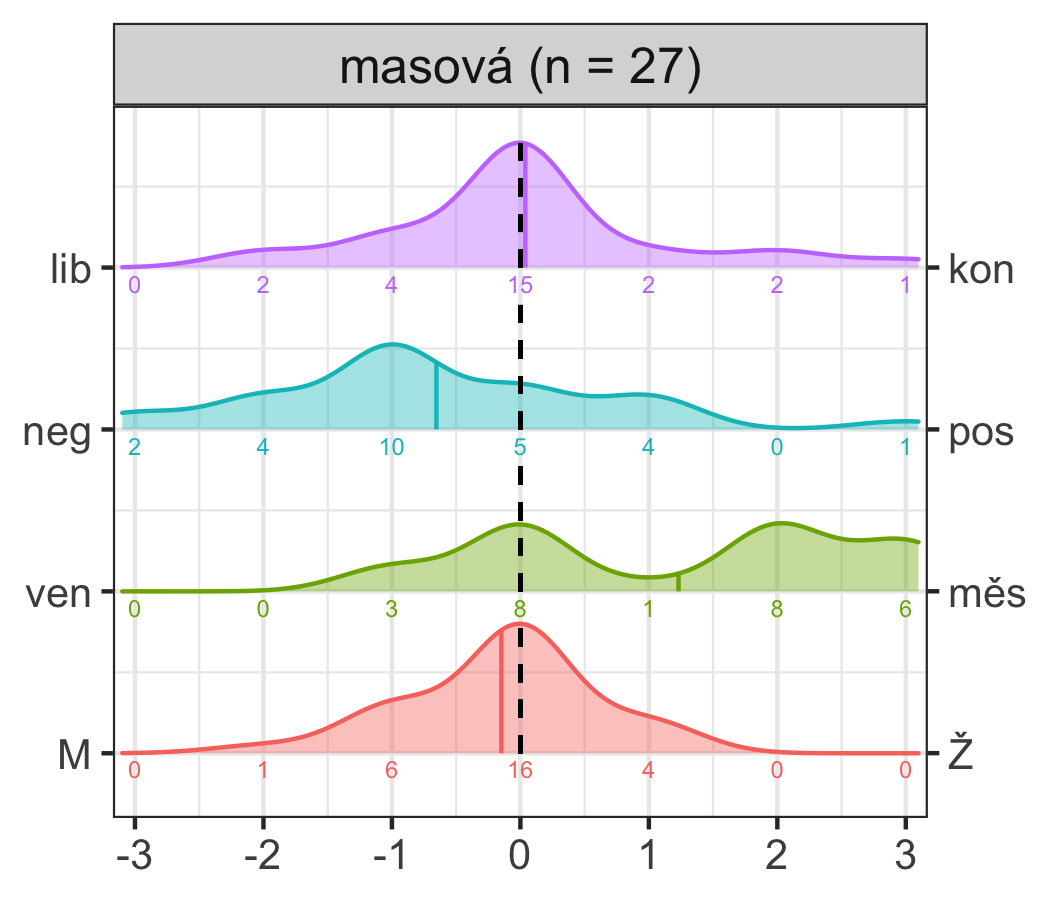 masová (n = 27)
lib kon
0 2 4 15 2 2 1
neg pos
2 4 10 5 4 0 1
ven měs
0 0 3 8 1 8 6
M Ž
0 1 6 16 4 0 0
-3 -2 -1 0 1 2 3